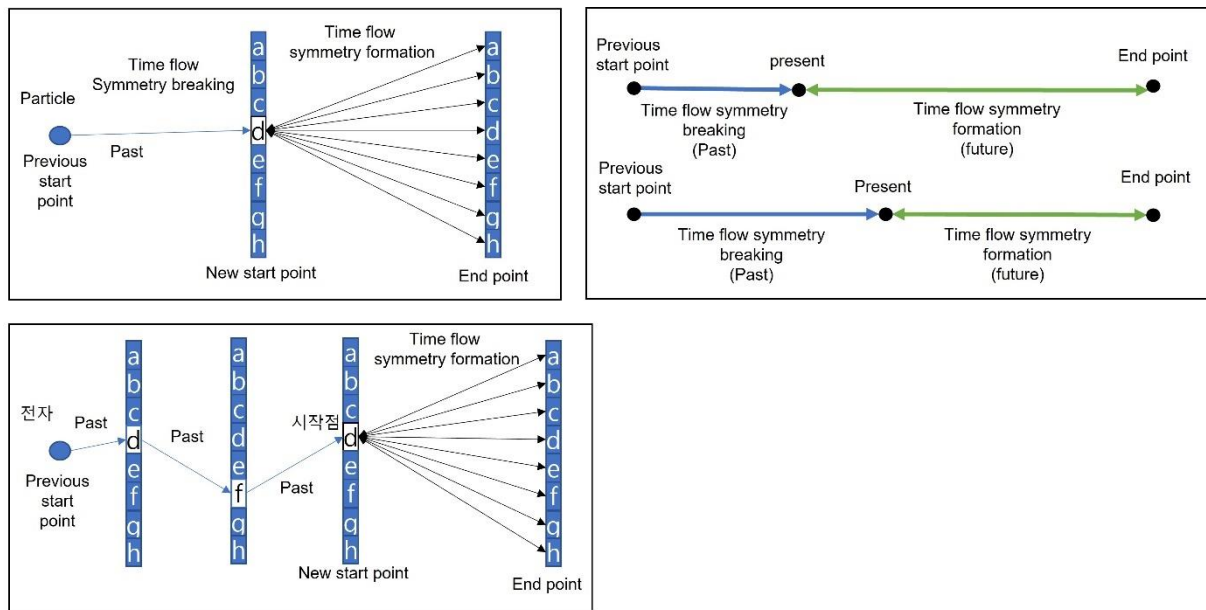 Time flow
Symmetry breaking
Time flow
symmetry formation
Particle
Past
Previous
start
point
a
b
c
d
e
f
g
h
New start point
a
b
c
d
e
f
g
h
End point
Previous
start point
present
End point
Time flow symmetry
breaking
(Past)
Time flow symmetry
formation
(future)
Previous
start point
Present
End point
Time flow symmetry
breaking
(Past)
Time flow symmetry
formation
(future)
전자
Past
Previous
start
point
a
b
c
d
e
f
g
h
Past
a
b
c
d
e
f
g
h
Past
시작점
a
b
c
d
e
f
g
h
New start point
Time flow
symmetry formation
a
b
c
d
e
f
g
h
End point